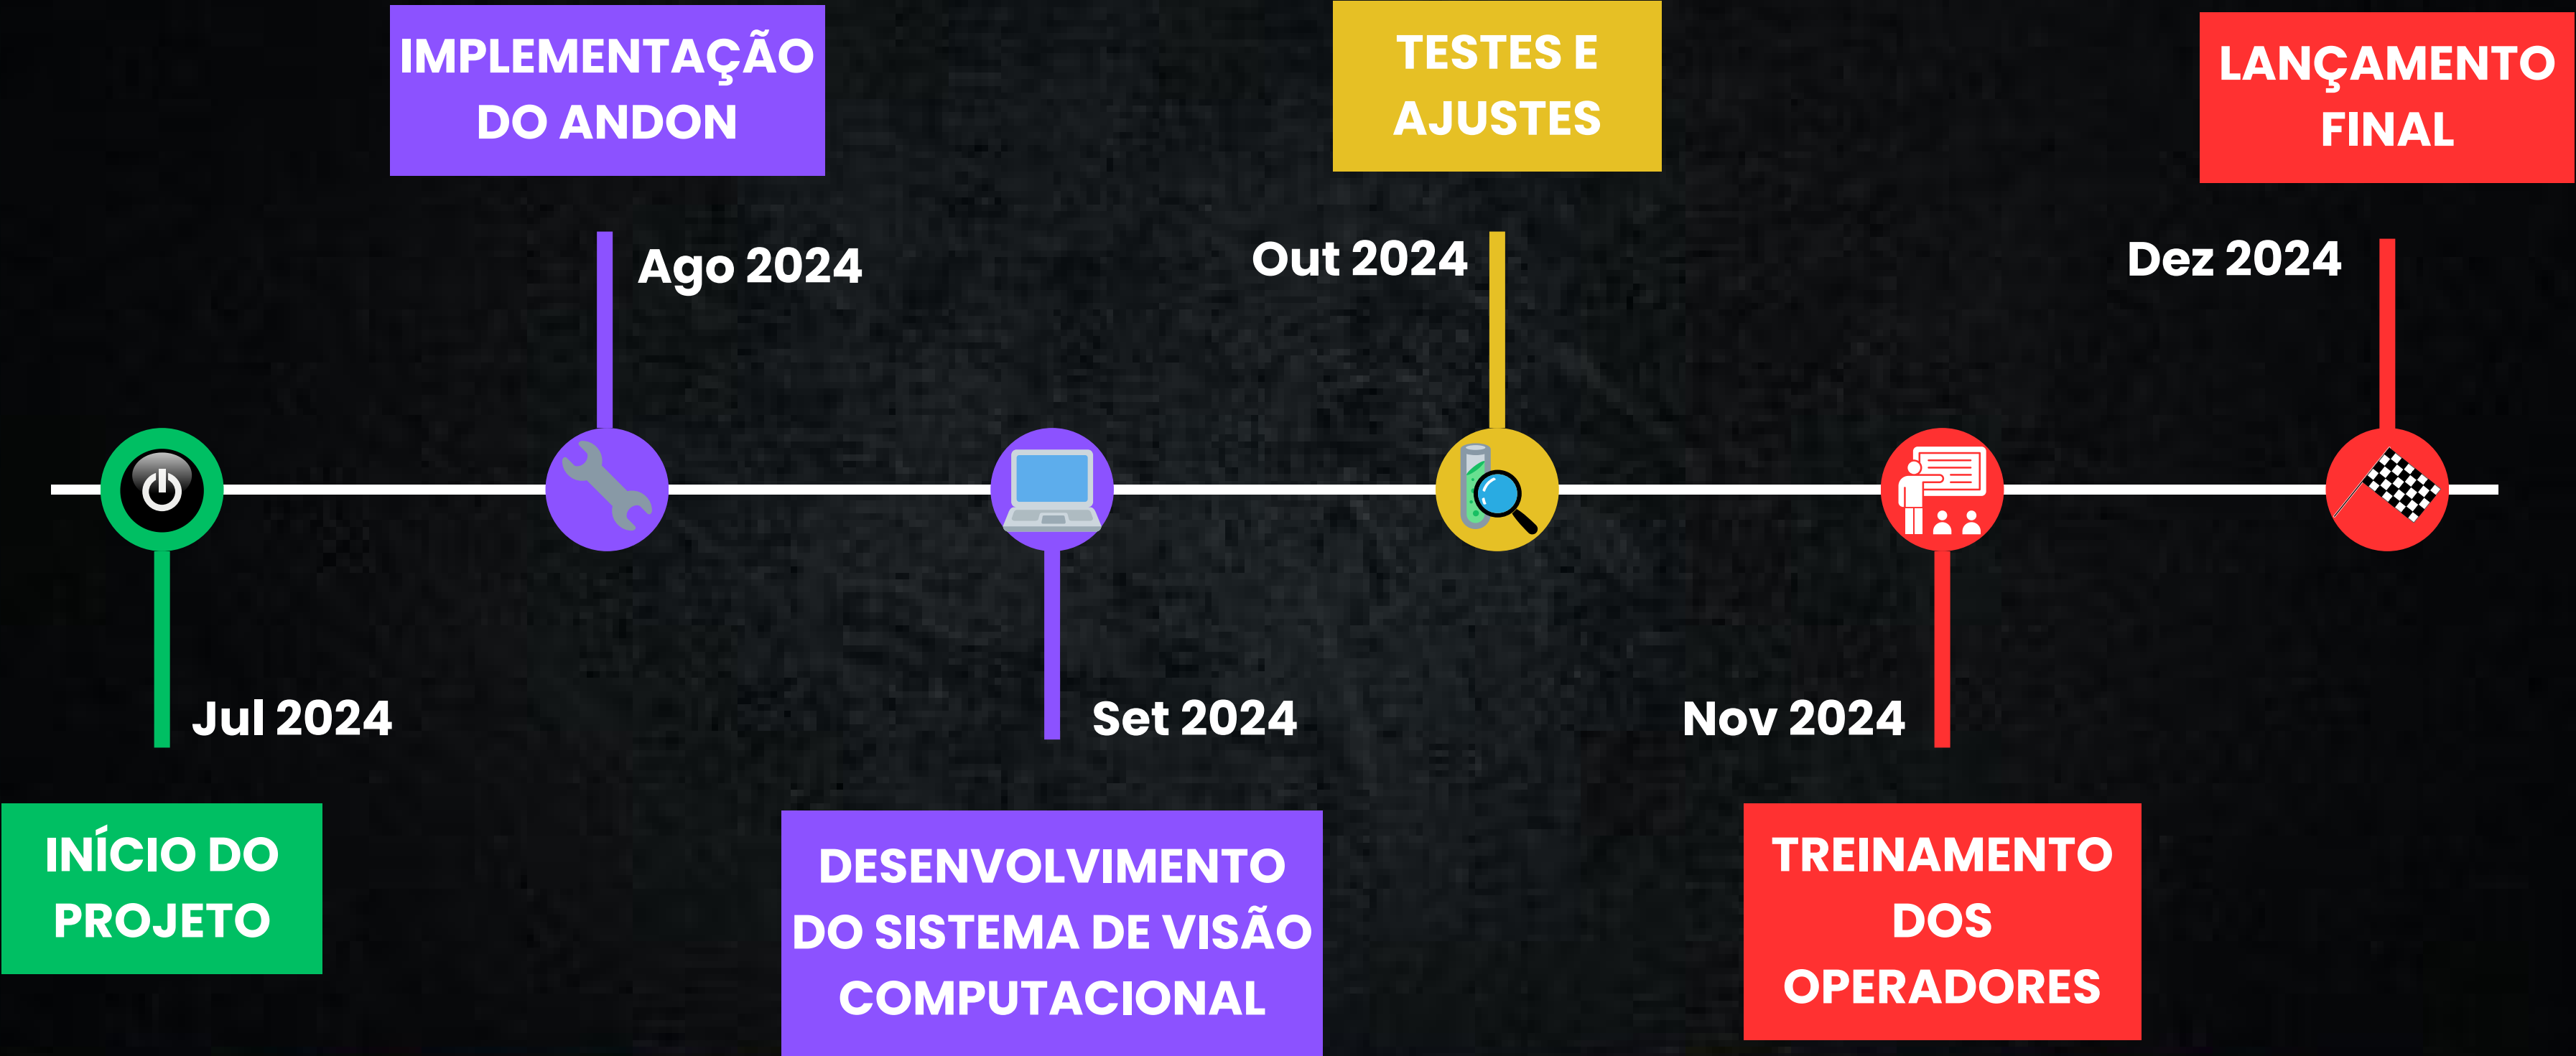 IMPLEMENTAÇÃO
DO ANDON
TESTES E
AJUSTES
LANÇAMENTO
FINAL
Ago 2024
Out 2024
Dez 2024
Jul 2024
Set 2024
Nov 2024
INÍCIO DO
PROJETO
DESENVOLVIMENTO
DO SISTEMA DE VISÃO
COMPUTACIONAL
TREINAMENTO
DOS
OPERADORES